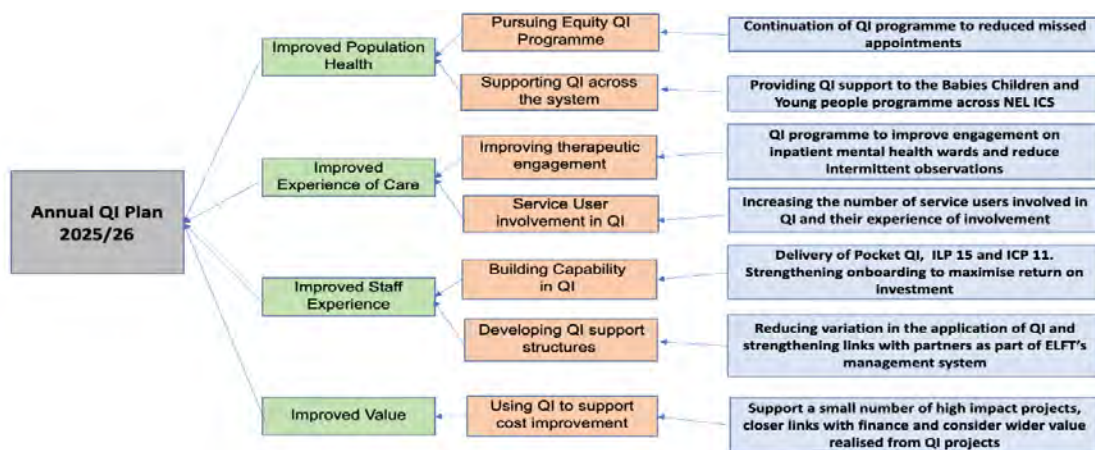 Annual QI Plan
2025/26
Improved Population
Health
Pursuing Equity QI
Programme
Continuation of QI programme to reduced missed
appointments
Supporting QI across
the system
Providing QI support to the Babies Children and
Young people programme across NEL ICS
Improved
Experience of Care
Improving therapeutic
engagement
QI programme to improve engagement on
inpatient mental health wards and reduce
intermittent observations
Service User
involvement in QI
Increasing the number of service users involved in
QI and their experience of involvement
Improved Staff
Experience
Building Capability
in QI
Delivery of Pocket QI, ILP 15 and ICP 11.
Strengthening onboarding to maximise return on
investment
Developing QI support
structures
Reducing variation in the application of QI and
strengthening links with partners as part of ELFT's
management system
Improved Value
Using QI to support
cost improvement
Support a small number of high impact projects,
closer links with finance and consider wider value
realised from QI projects